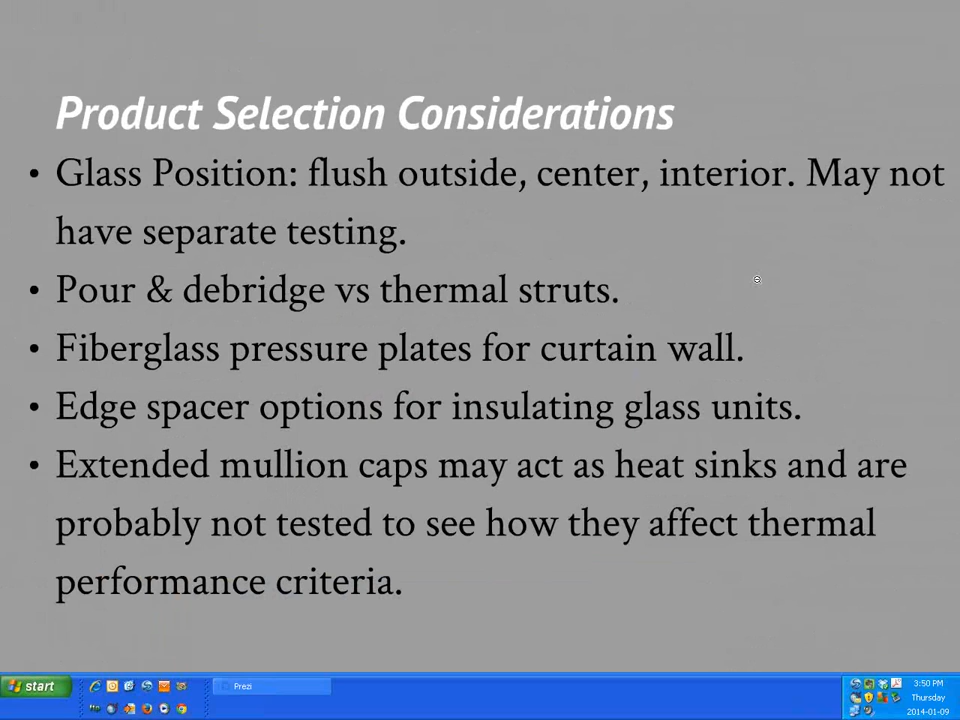 Product Selection Considerations
• Glass Position: flush outside, center, interior. May not
have separate testing.
• Pour & debridge vs thermal struts.
• Fiberglass pressure plates for curtain wall.
• Edge spacer options for insulating glass units.
• Extended mullion caps may act as heat sinks and are
probably not tested to see how they affect thermal
performance criteria.
start
Prezi
3:50 PM
Thursday
2014-01-09